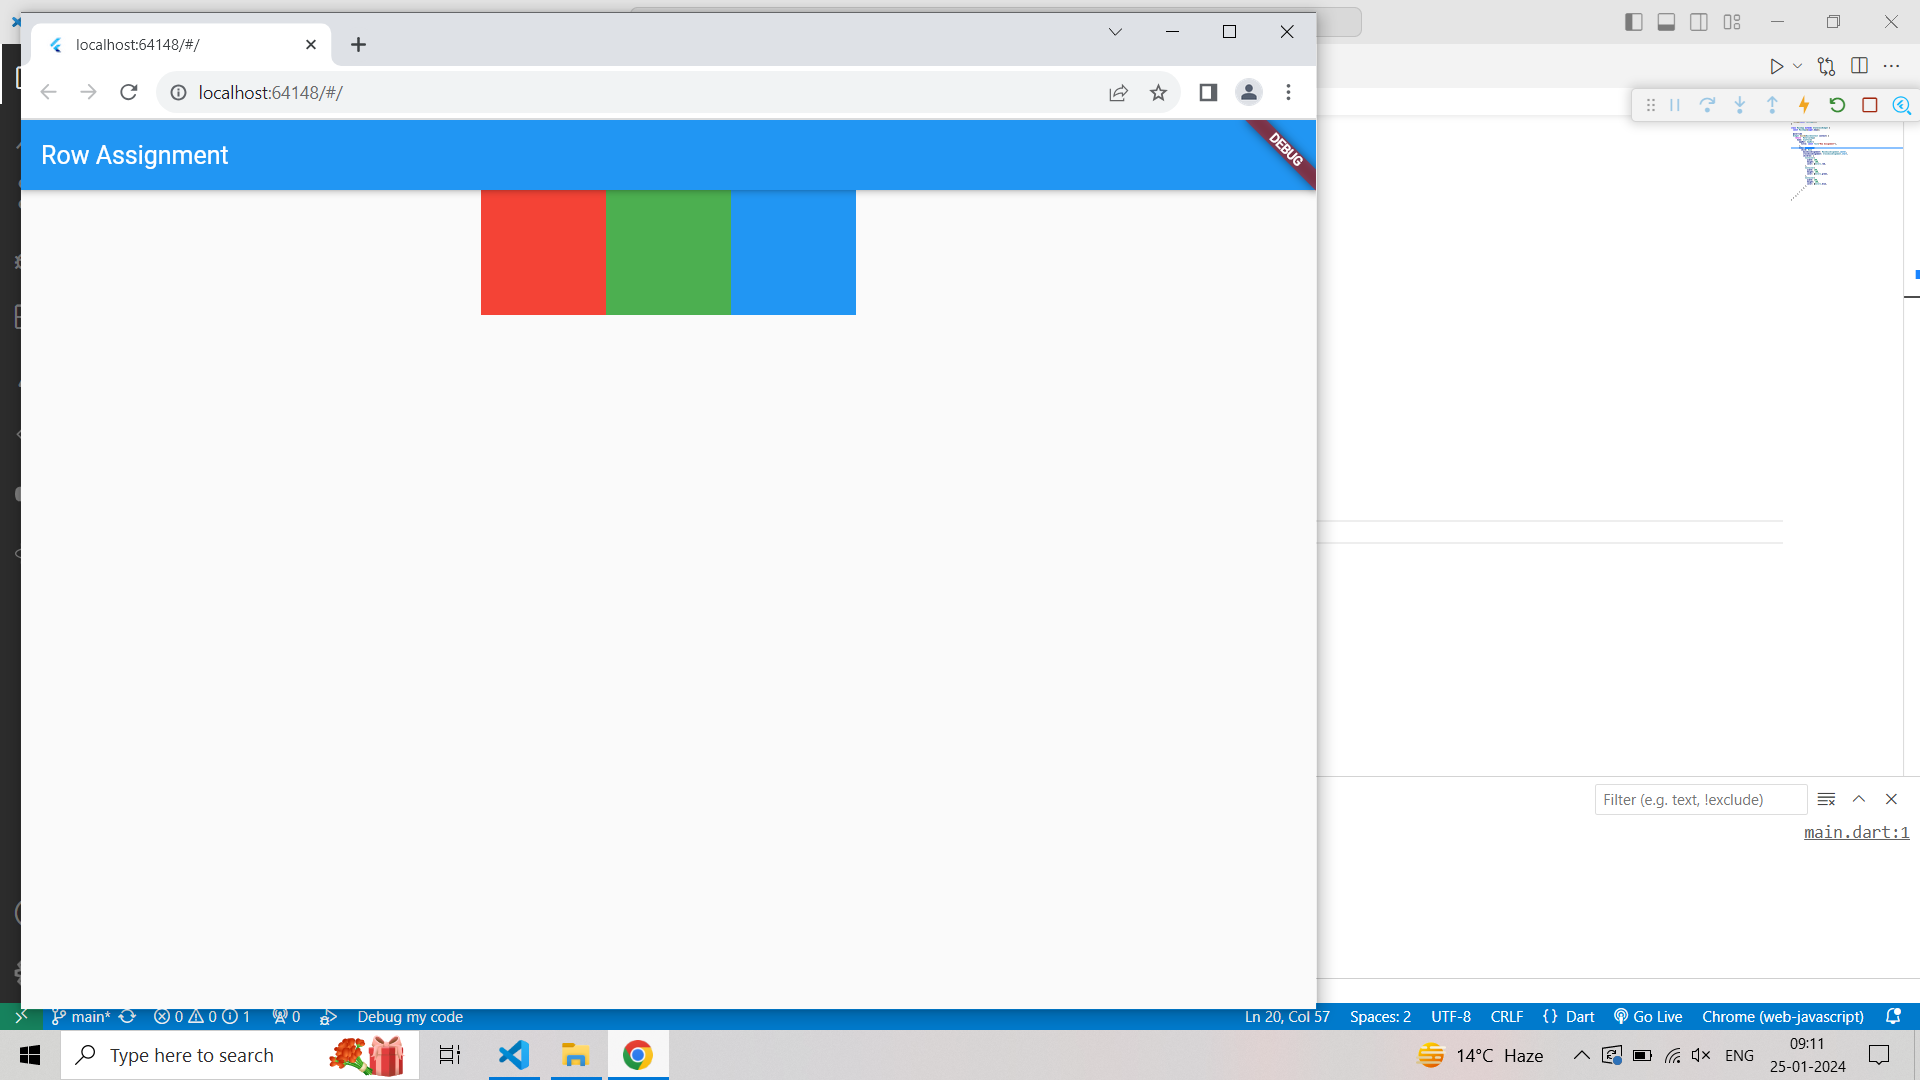 localhost:64148/#/
localhost:64148/#/
Row Assignment
DEBUG
Filter (e.g. text, !exclude)
main.dart:1
main* 0 0 1 0 Debug my code
Ln 20, Col 57 Spaces: 2 UTF-8 CRLF {} Dart Go Live Chrome (web-javascript)
Type here to search
14°C Haze
ENG
09:11
25-01-2024